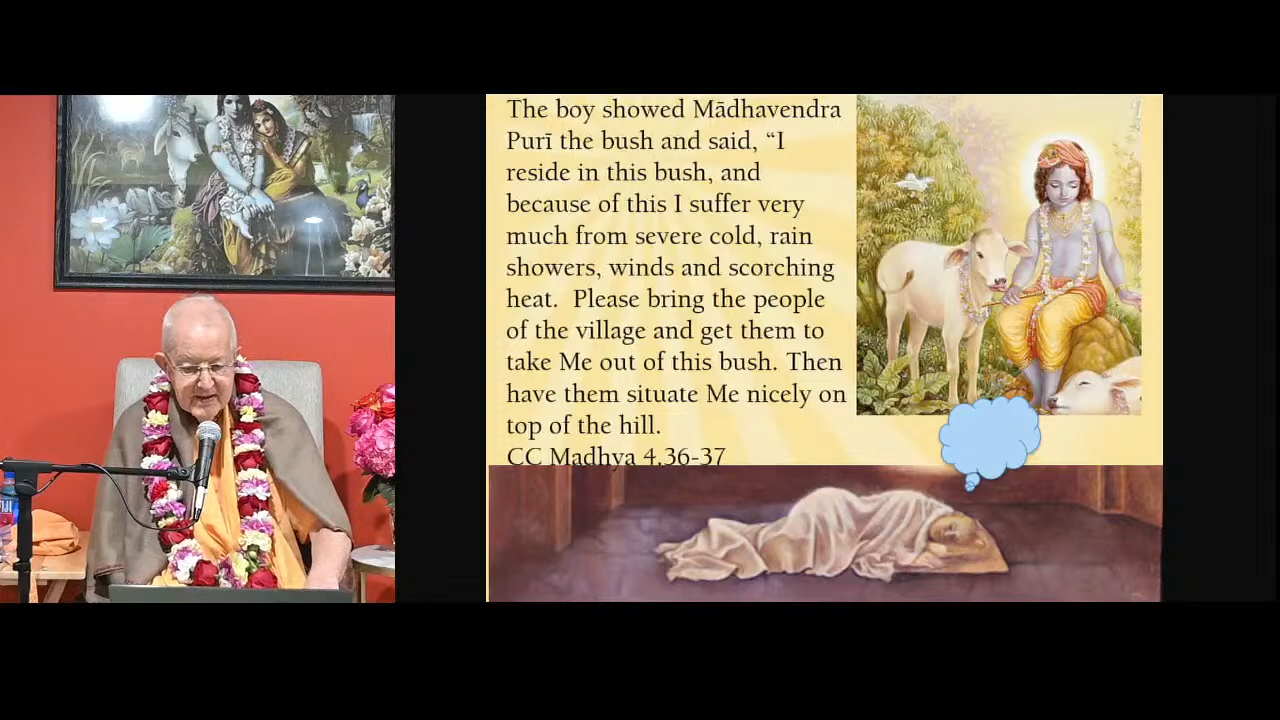 The boy showed Mādhavendra
Purī the bush and said, “I
reside in this bush, and
because of this I suffer very
much from severe cold, rain
showers, winds and scorching
heat.  Please bring the people
of the village and get them to
take Me out of this bush. Then
have them situate Me nicely on
top of the hill.
CC Madhya 4.36-37